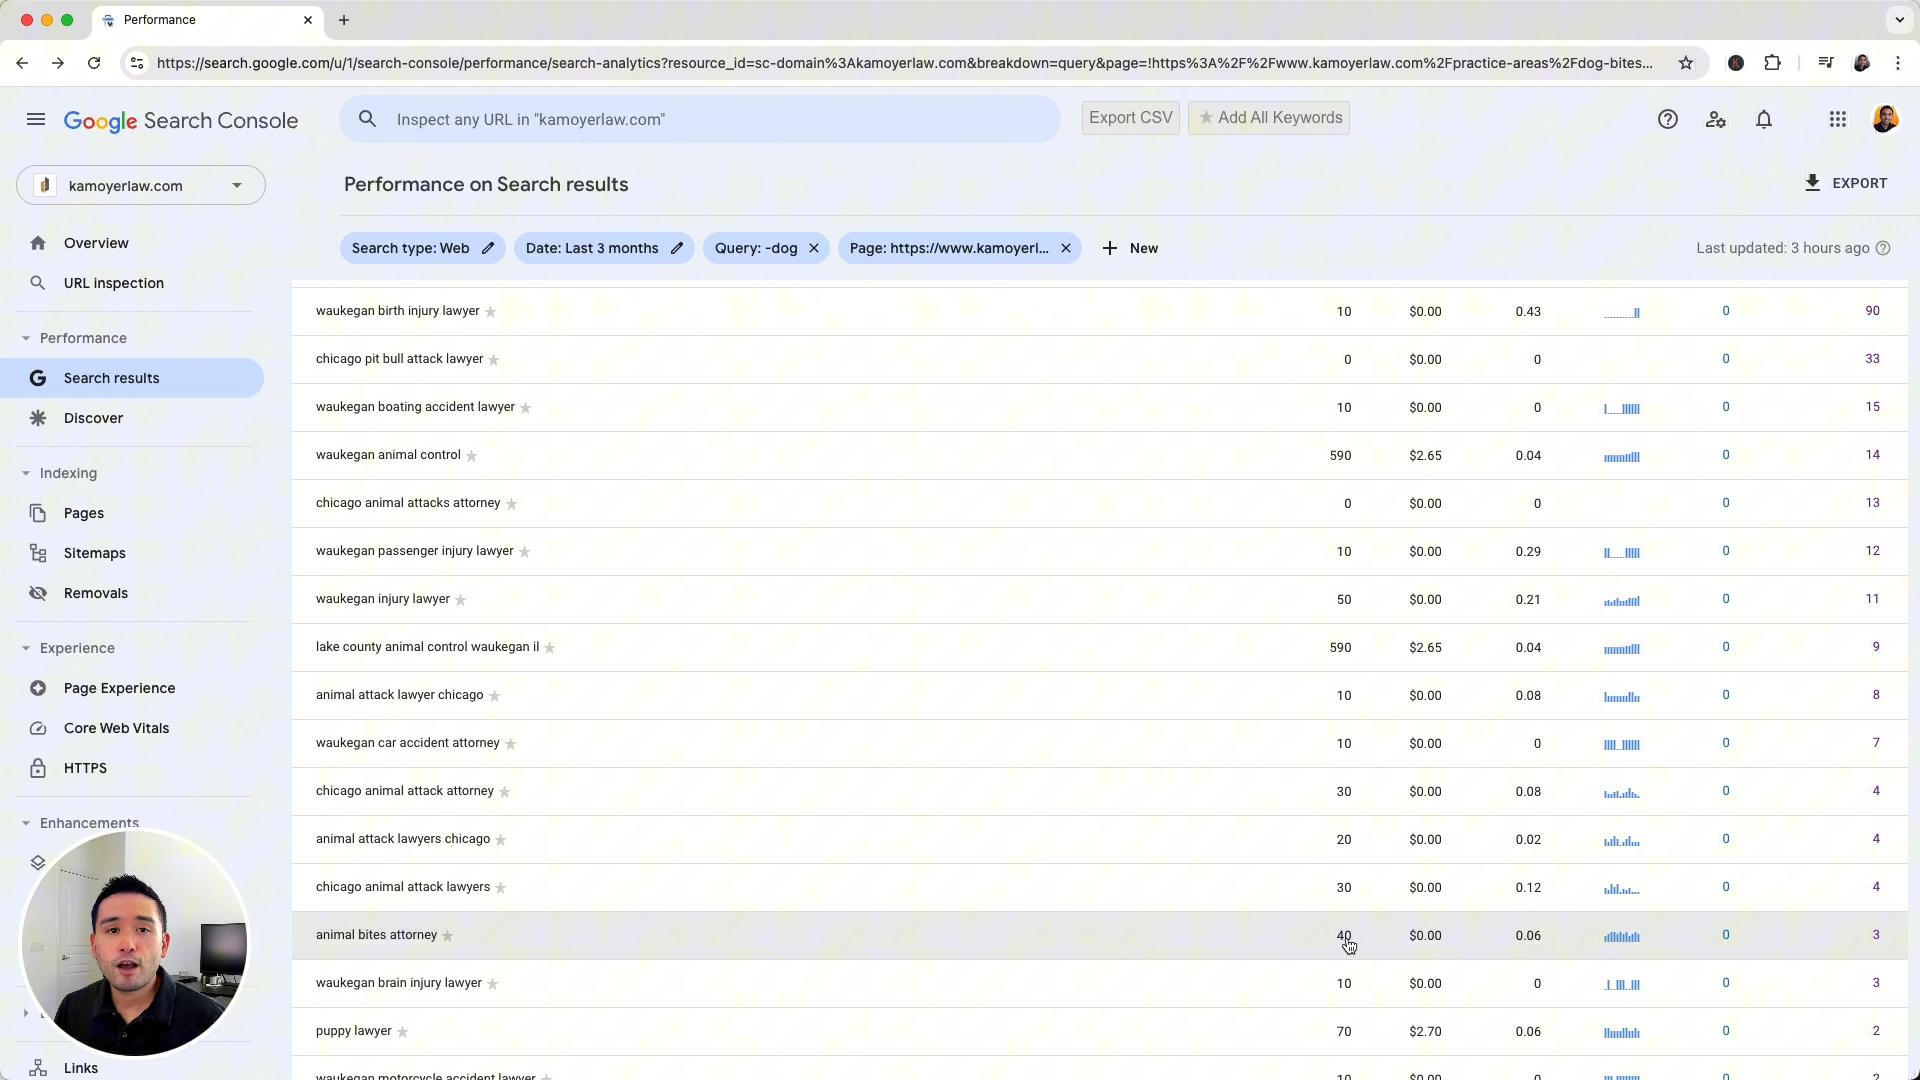 Performance
https://search.google.com/u/1/search-console/performance/search-analytics?resource_id=sc-domain%3Akamoyerlaw.com&breakdown=query&page=!https%3A%2F%2Fwww.kamoyerlaw.com%2Fpractice-areas%2Fdog-bites...
Google Search Console
Inspect any URL in "kamoyerlaw.com"
Export CSV
★ Add All Keywords
kamoyerlaw.com
Performance on Search results
EXPORT
Search type: Web
Date: Last 3 months
Query: -dog
Page: https://www.kamoyerl...
New
Last updated: 3 hours ago
Overview
URL inspection
Performance
Search results
Discover
Indexing
Pages
Sitemaps
Removals
Experience
Page Experience
Core Web Vitals
HTTPS
Enhancements
Links
waukegan birth injury lawyer 10 $0.00 0.43 0 90
chicago pit bull attack lawyer 0 $0.00 0 0 33
waukegan boating accident lawyer 10 $0.00 0 0 15
waukegan animal control 590 $2.65 0.04 0 14
chicago animal attacks attorney 0 $0.00 0 0 13
waukegan passenger injury lawyer 10 $0.00 0.29 0 12
waukegan injury lawyer 50 $0.00 0.21 0 11
lake county animal control waukegan il 590 $2.65 0.04 0 9
animal attack lawyer chicago 10 $0.00 0.08 0 8
waukegan car accident attorney 10 $0.00 0 0 7
chicago animal attack attorney 30 $0.00 0.08 0 4
animal attack lawyers chicago 20 $0.00 0.02 0 4
chicago animal attack lawyers 30 $0.00 0.12 0 4
animal bites attorney 40 $0.00 0.06 0 3
waukegan brain injury lawyer 10 $0.00 0 0 3
puppy lawyer 70 $2.70 0.06 0 2
waukegan motorcycle accident lawyer 10 $0.00 0 0 2